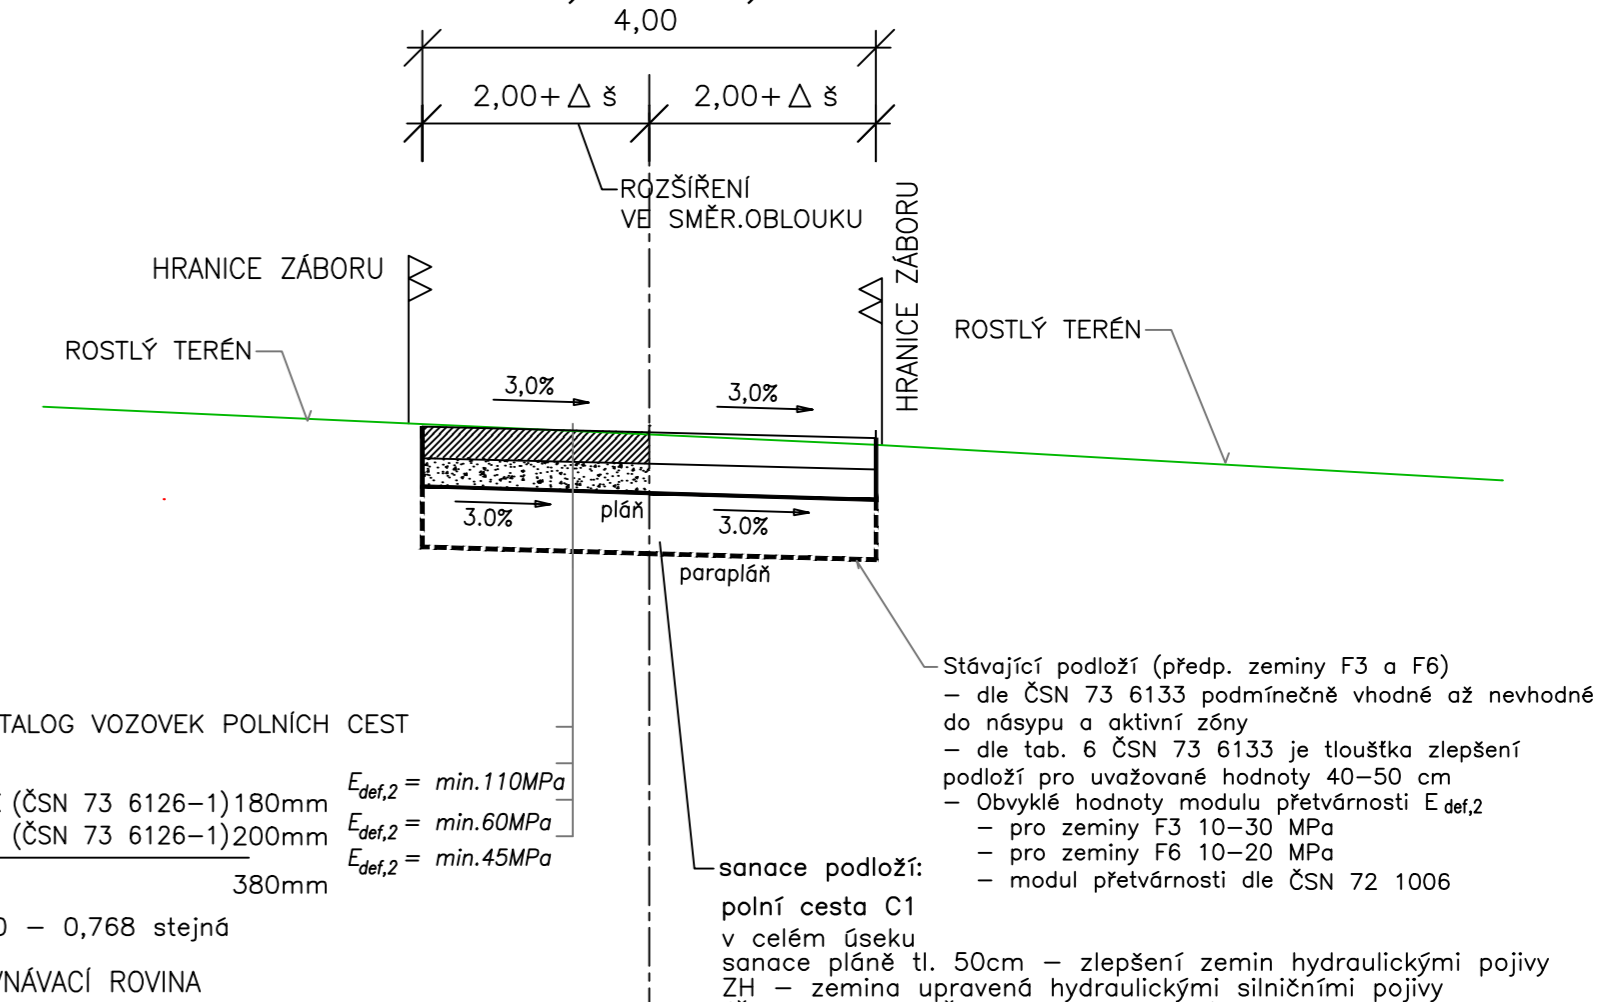 4,00
2,00+ △ š
2,00+ △ š
ROZŠÍŘENÍ
VE SMĚR.OBLOUKU
HRANICE ZÁBORU
HRANICE ZÁBORU
ROSTLÝ TERÉN
ROSTLÝ TERÉN
3,0%
3,0%
3.0%
pláň
3.0%
parapláň
Stávající podloží (předp. zeminy F3 a F6)
– dle ČSN 73 6133 podmínečně vhodné až nevhodné
do násypu a aktivní zóny
– dle tab. 6 ČSN 73 6133 je tloušťka zlepšení
podloží pro uvažované hodnoty 40–50 cm
– Obvyklé hodnoty modulu přetvárnosti E def,2
– pro zeminy F3 10–30 MPa
– pro zeminy F6 10–20 MPa
– modul přetvárnosti dle ČSN 72 1006
TALOG VOZOVEK POLNÍCH CEST
Edef,2 = min.110MPa
(ČSN 73 6126–1) 180mm
Edef,2 = min.60MPa
(ČSN 73 6126–1) 200mm
Edef,2 = min.45MPa
380mm
0 – 0,768 stejná
VNÁVACÍ ROVINA
sanace podloží:
polní cesta C1
v celém úseku
sanace pláně tl. 50cm – zlepšení zemin hydraulickými pojivy
ZH – zemina upravená hydraulickými silničními pojivy